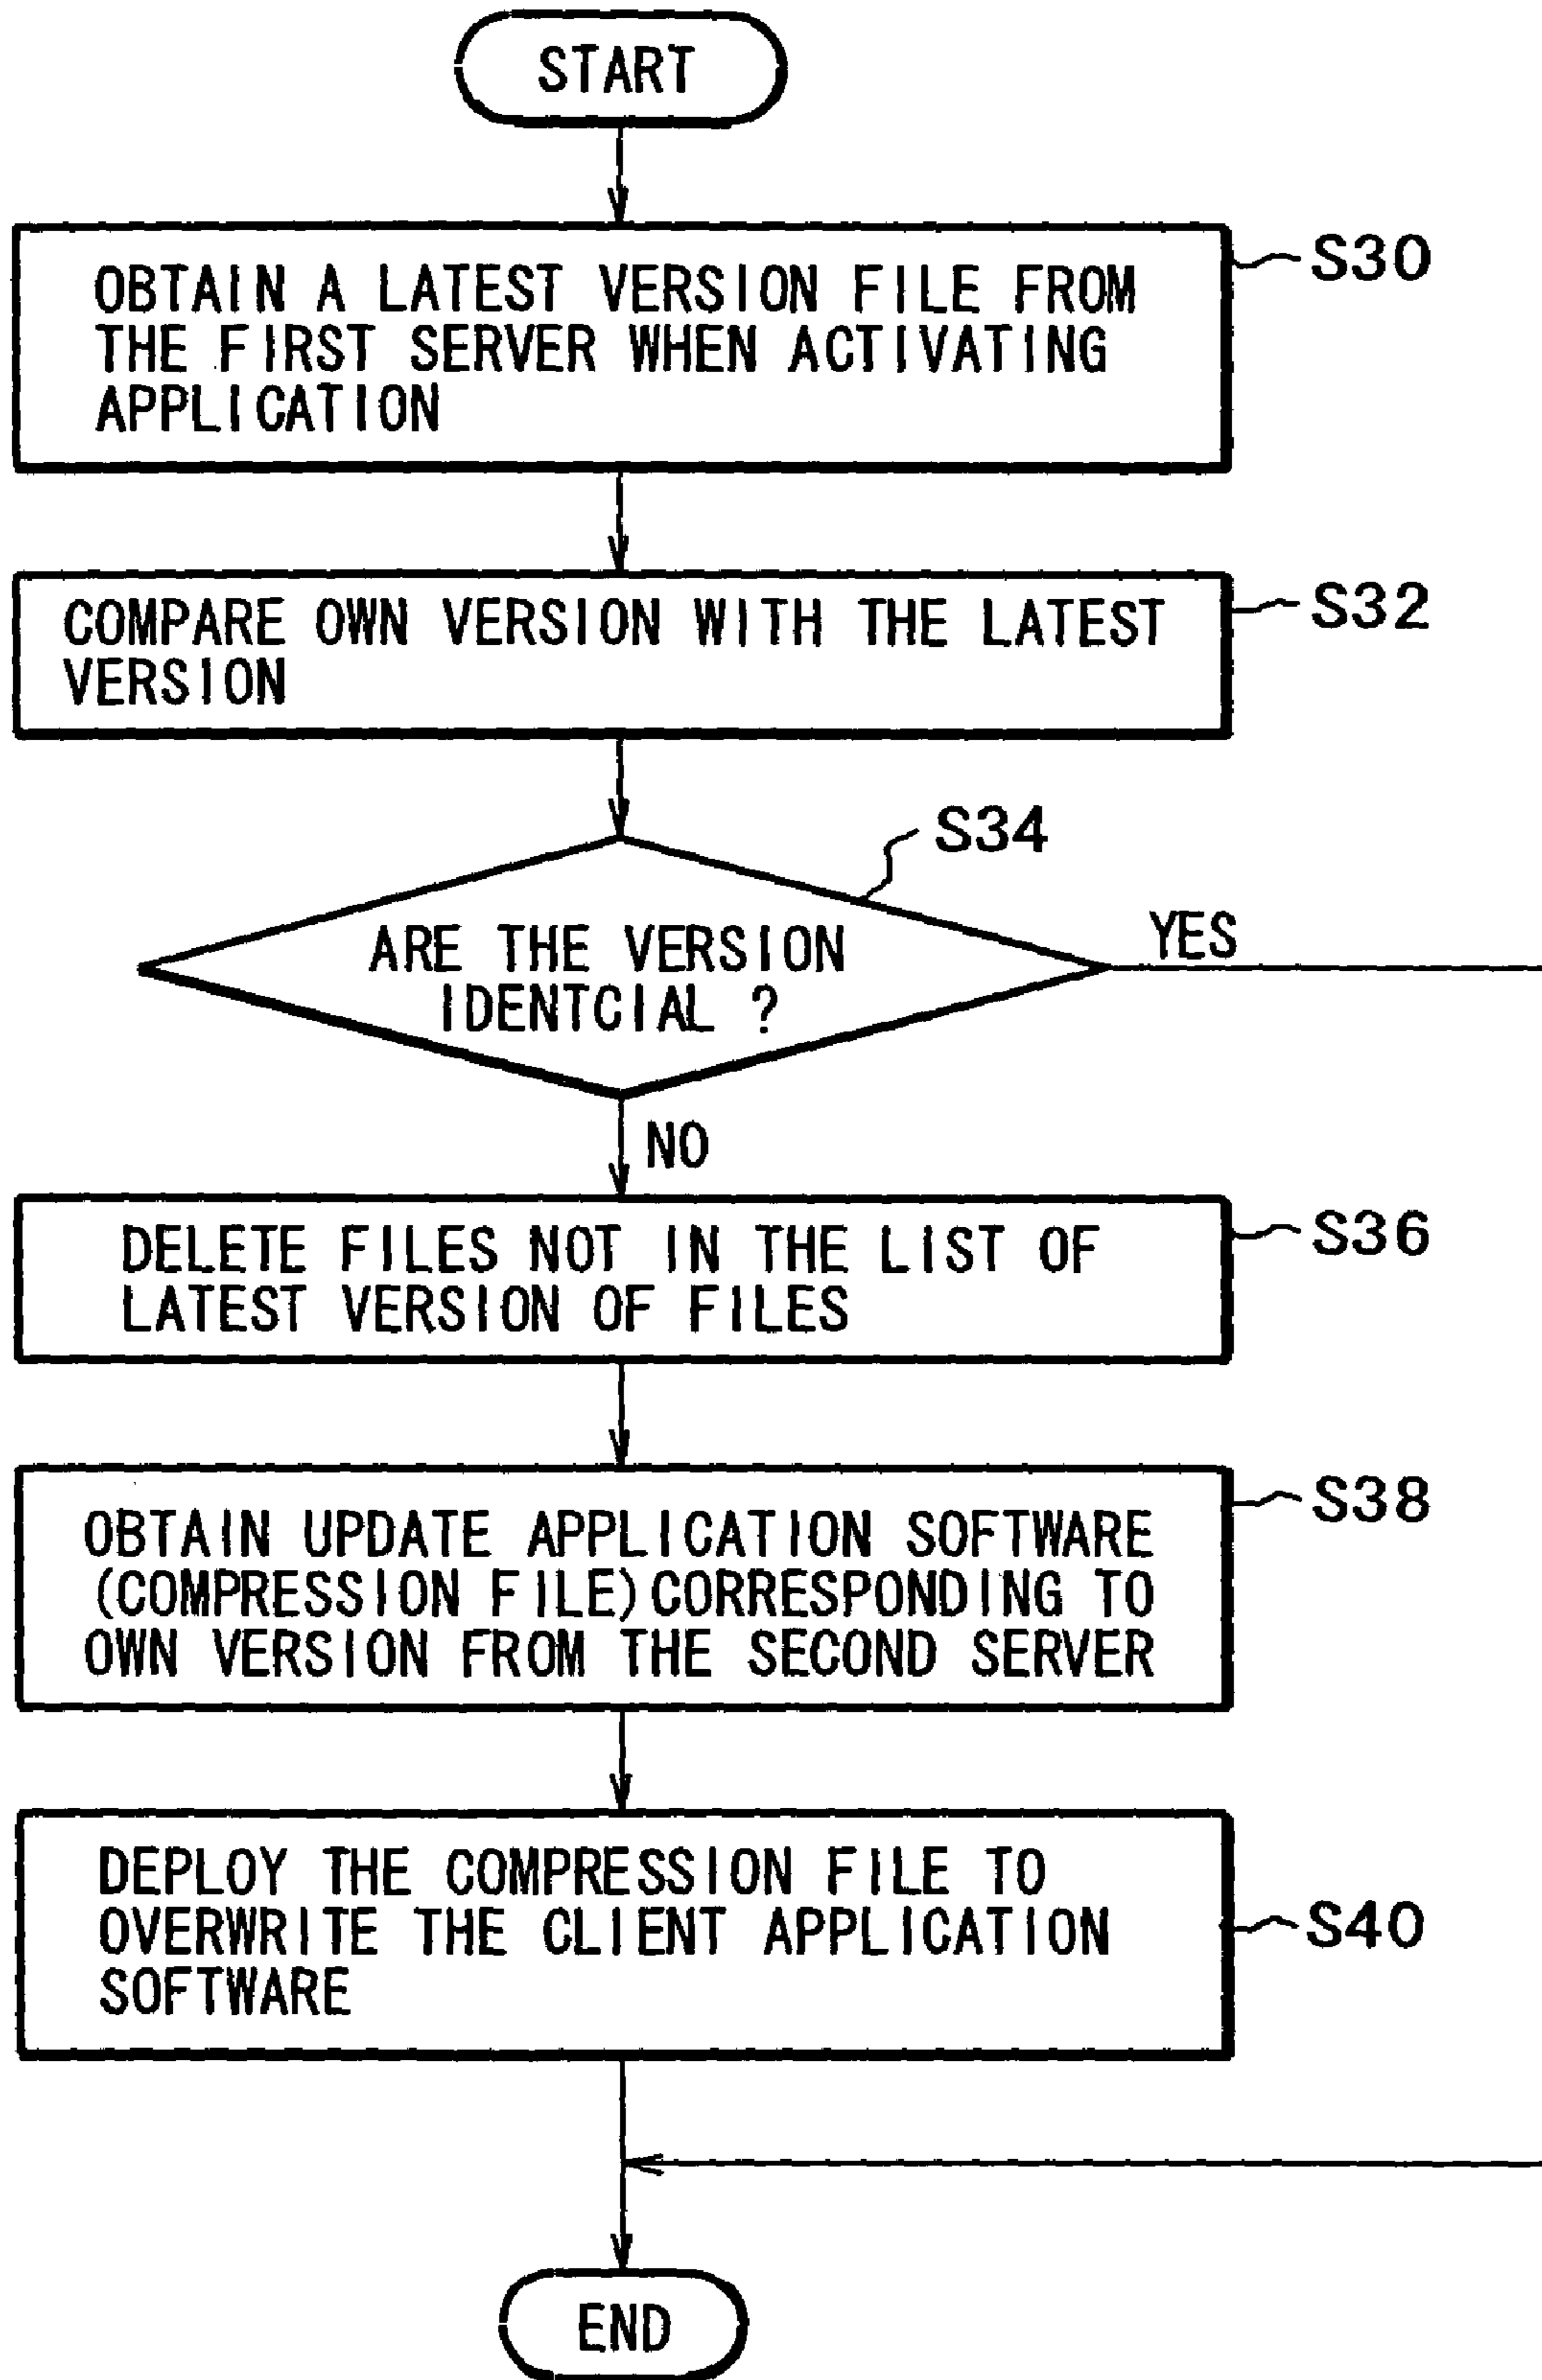 START
OBTAIN A LATEST VERSION FILE FROM
THE FIRST SERVER WHEN ACTIVATING
APPLICATION
S30
COMPARE OWN VERSION WITH THE LATEST
VERSION
S32
S34
ARE THE VERSION
IDENTCIAL ?
YES
NO
DELETE FILES NOT IN THE LIST OF
LATEST VERSION OF FILES
S36
OBTAIN UPDATE APPLICATION SOFTWARE
(COMPRESSION FILE) CORRESPONDING TO
OWN VERSION FROM THE SECOND SERVER
S38
DEPLOY THE COMPRESSION FILE TO
OVERWRITE THE CLIENT APPLICATION
SOFTWARE
S40
END